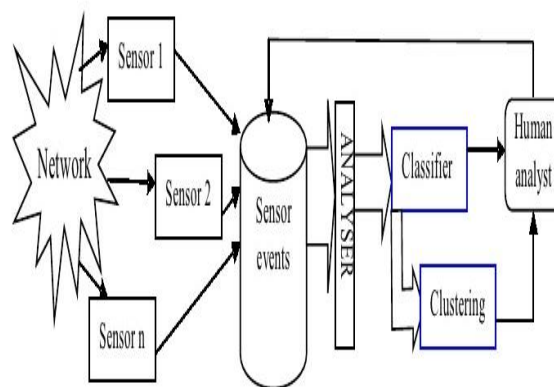 Network
Sensor 1
Sensor 2
Sensor n
Sensor
events
ANALYSER
Classifier
Clustering
Human
analyst